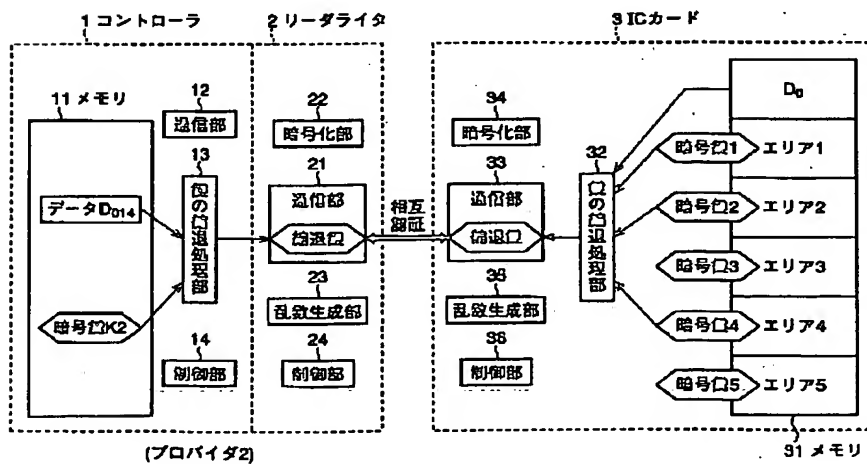 1 コントローラ
2 リーダライタ
3 ICカード
11 メモリ
12
通信部
13
鍵の縮退処理部
データD014
暗号鍵K2
14
制御部
22
暗号化部
21
通信部
縮退鍵
23
乱数生成部
24
制御部
相互
認証
34
暗号化部
33
通信部
縮退鍵
35
乱数生成部
36
制御部
32
鍵の縮退処理部
D0
暗号鍵1 エリア1
暗号鍵2 エリア2
暗号鍵3 エリア3
暗号鍵4 エリア4
暗号鍵5 エリア5
31 メモリ
(プロバイダ2)